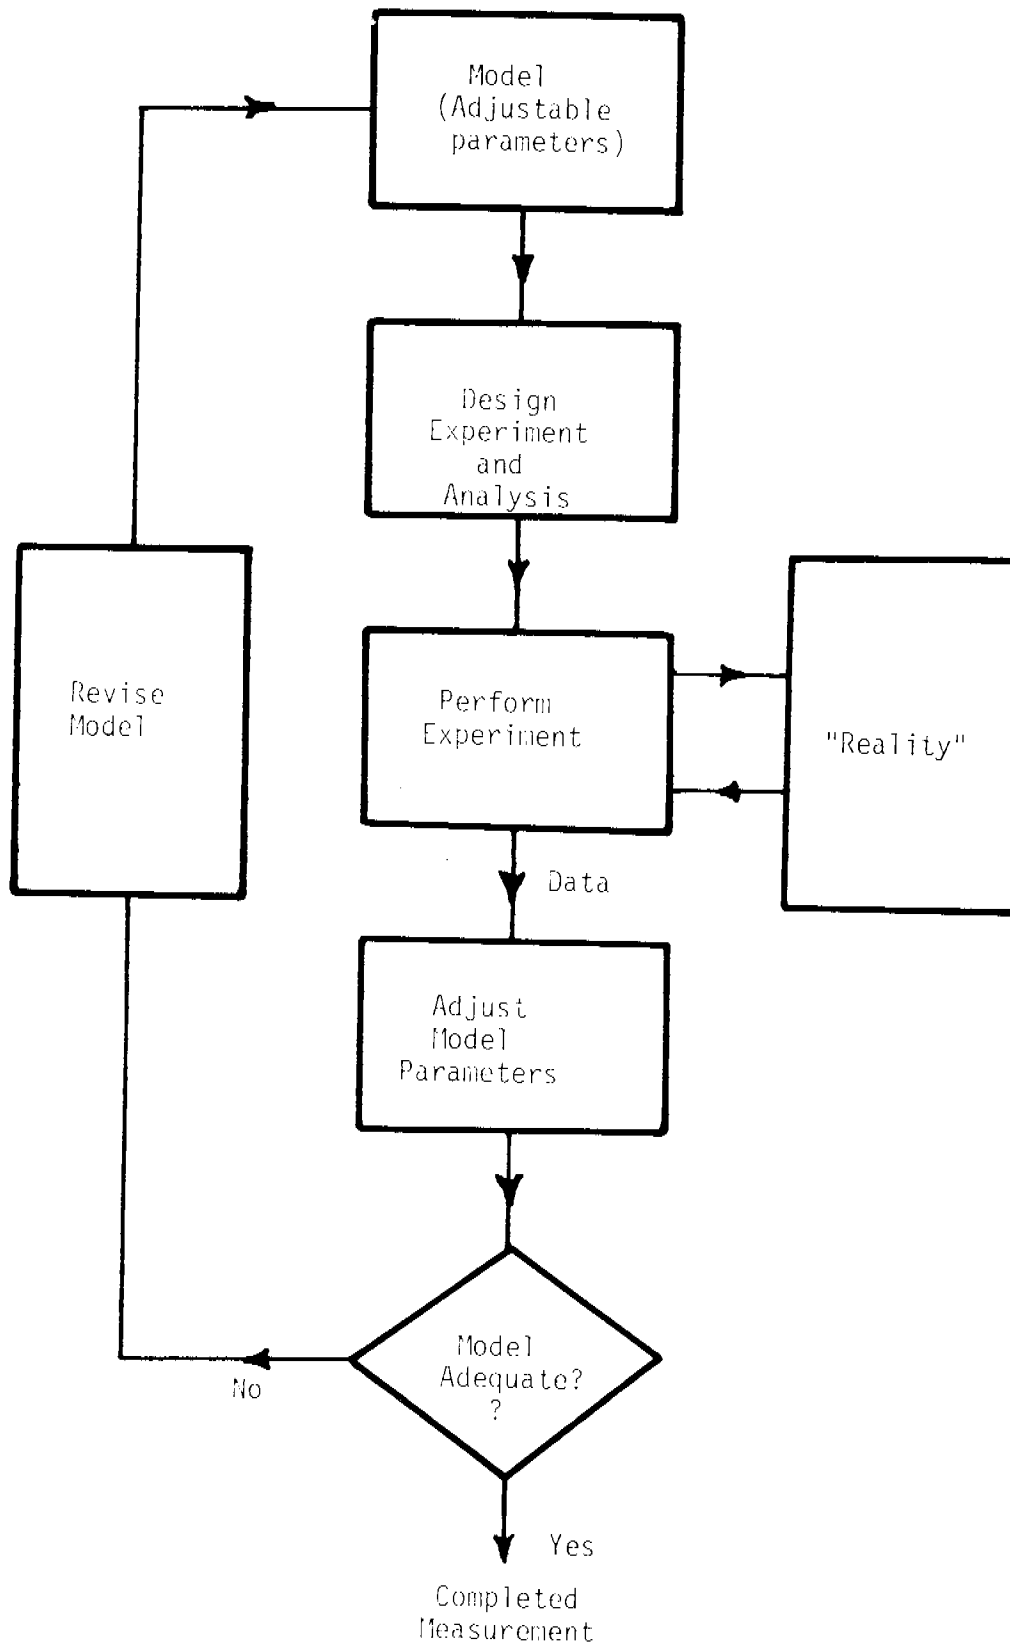 Model
(Adjustable
parameters)
Design
Experiment
and
Analysis
Revise
Model
Perform
Experiment
"Reality"
Data
Adjust
Model
Parameters
Model
Adequate?
?
No
Yes
Completed
Measurement